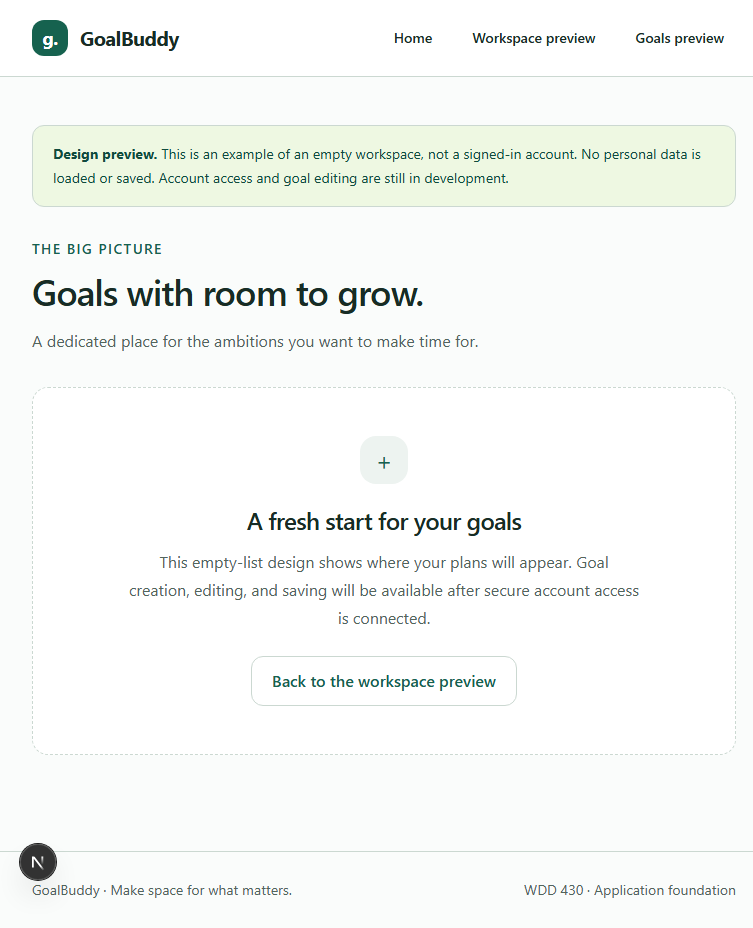 g. GoalBuddy
Home Workspace preview Goals preview
Design preview. This is an example of an empty workspace, not a signed-in account. No personal data is
loaded or saved. Account access and goal editing are still in development.
THE BIG PICTURE
Goals with room to grow.
A dedicated place for the ambitions you want to make time for.
+
A fresh start for your goals
This empty-list design shows where your plans will appear. Goal
creation, editing, and saving will be available after secure account access
is connected.
Back to the workspace preview
N
GoalBuddy · Make space for what matters.
WDD 430 · Application foundation